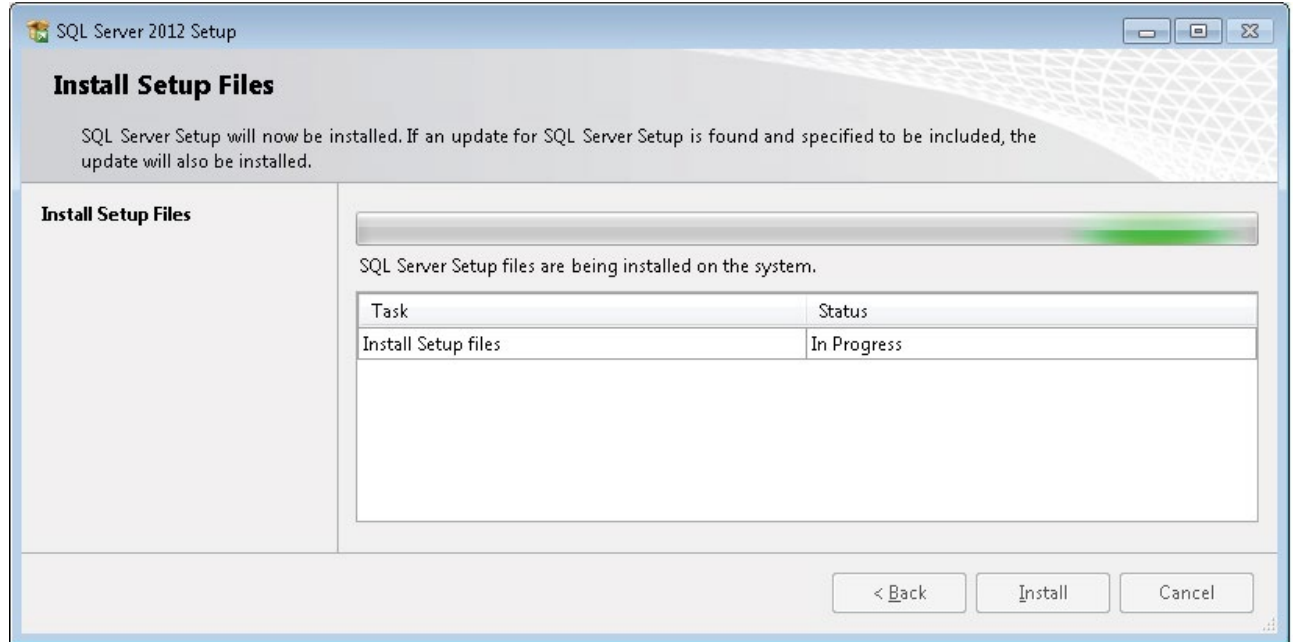 SQL Server 2012 Setup
Install Setup Files
SQL Server Setup will now be installed. If an update for SQL Server Setup is found and specified to be included, the
update will also be installed.
Install Setup Files
SQL Server Setup files are being installed on the system.
Task Status
Install Setup files In Progress
< Back Install Cancel